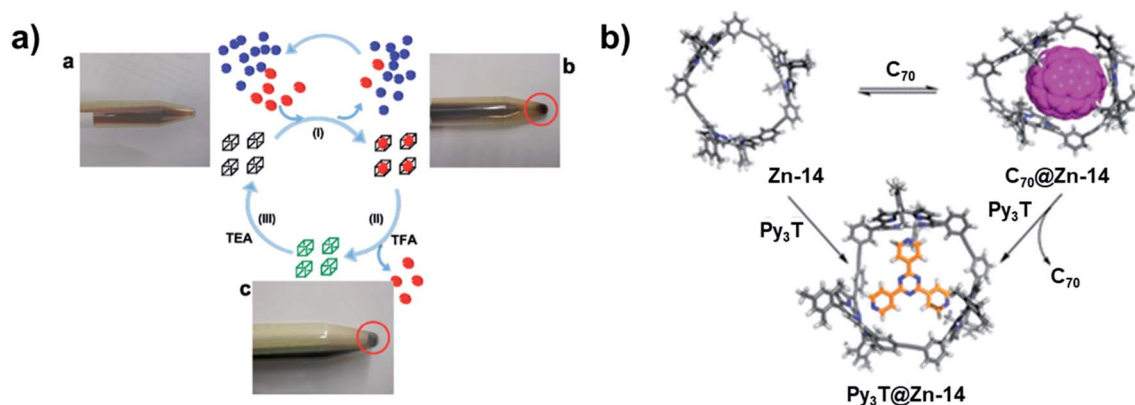 a)
a
b
(I)
(III)
(II)
TEA
TFA
c
b)
C₇₀
Zn-14
C₇₀@Zn-14
Py₃T
Py₃T
C₇₀
Py₃T@Zn-14